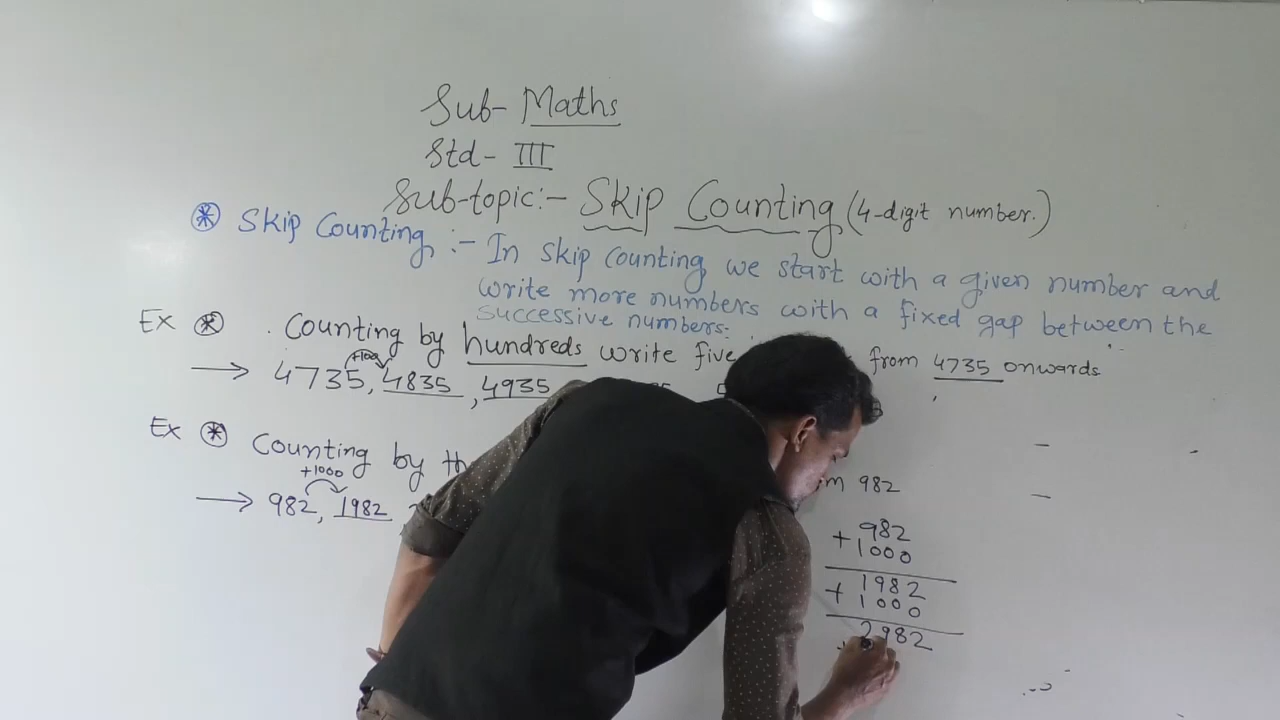 Sub- Maths
Std- III
Sub-topic:- Skip Counting (4-digit number.)
* Skip Counting :- In skip counting we start with a given number and
write more numbers with a fixed gap between the
successive numbers.
Ex * . Counting by hundreds write five from 4735 onwards
+100
→ 4735, 4835, 4935
Ex * Counting by th 982
+1000
→ 982, 1982
982
+ 1000
1982
+ 1000
2982
+